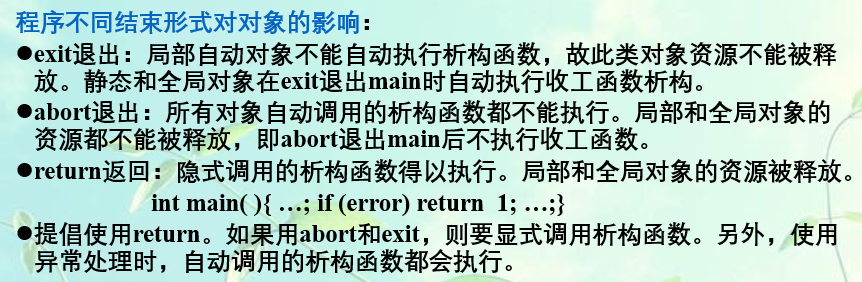 程序不同结束形式对对象的影响：
●exit退出：局部自动对象不能自动执行析构函数，故此类对象资源不能被释
放。静态和全局对象在exit退出main时自动执行收工函数析构。
●abort退出：所有对象自动调用的析构函数都不能执行。局部和全局对象的
资源都不能被释放，即abort退出main后不执行收工函数。
●return返回：隐式调用的析构函数得以执行。局部和全局对象的资源被释放。
int main( ){ …; if (error) return 1; …;}
●提倡使用return。如果用abort和exit，则要显式调用析构函数。另外，使用
异常处理时，自动调用的析构函数都会执行。